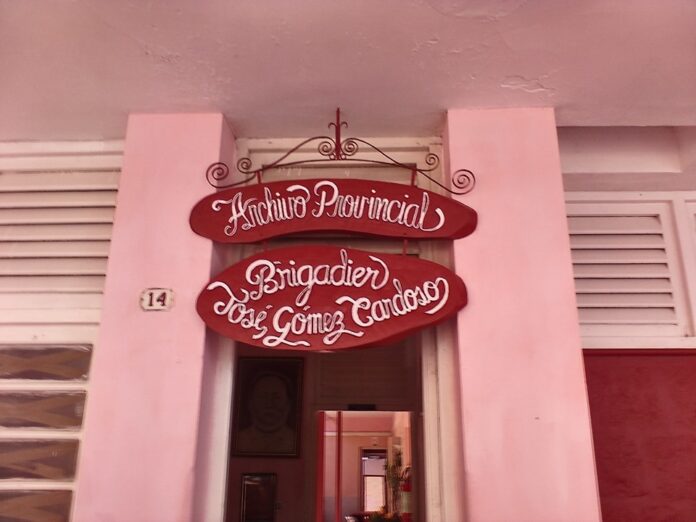 Archivo Provincial
Brigadier
José Gómez Cardoso
14